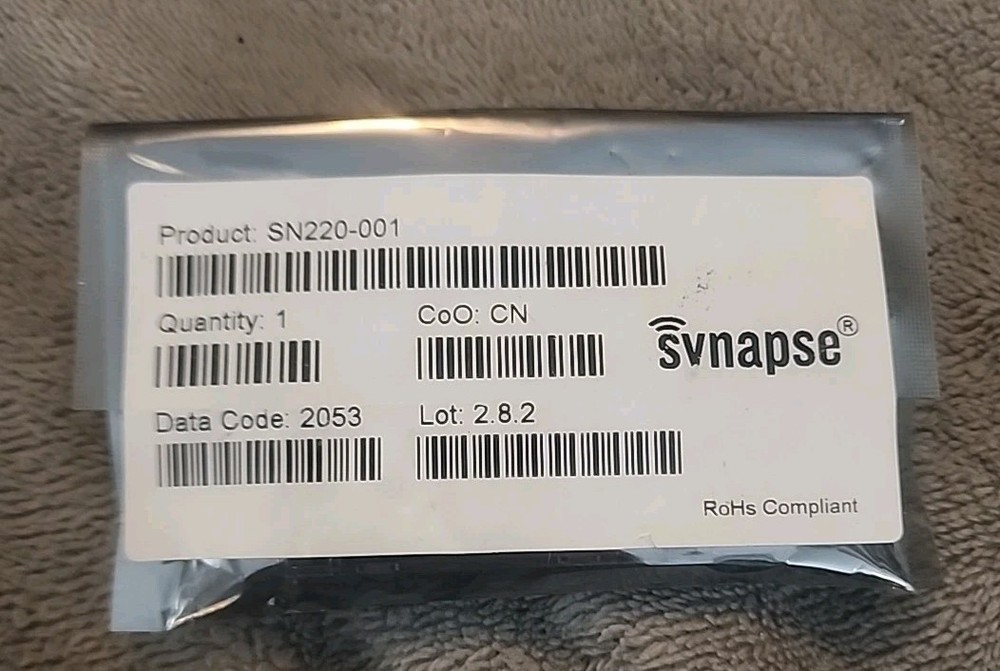 Product: SN220-001
Quantity: 1
CoO: CN
synapse®
Data Code: 2053
Lot: 2.8.2
RoHs Compliant